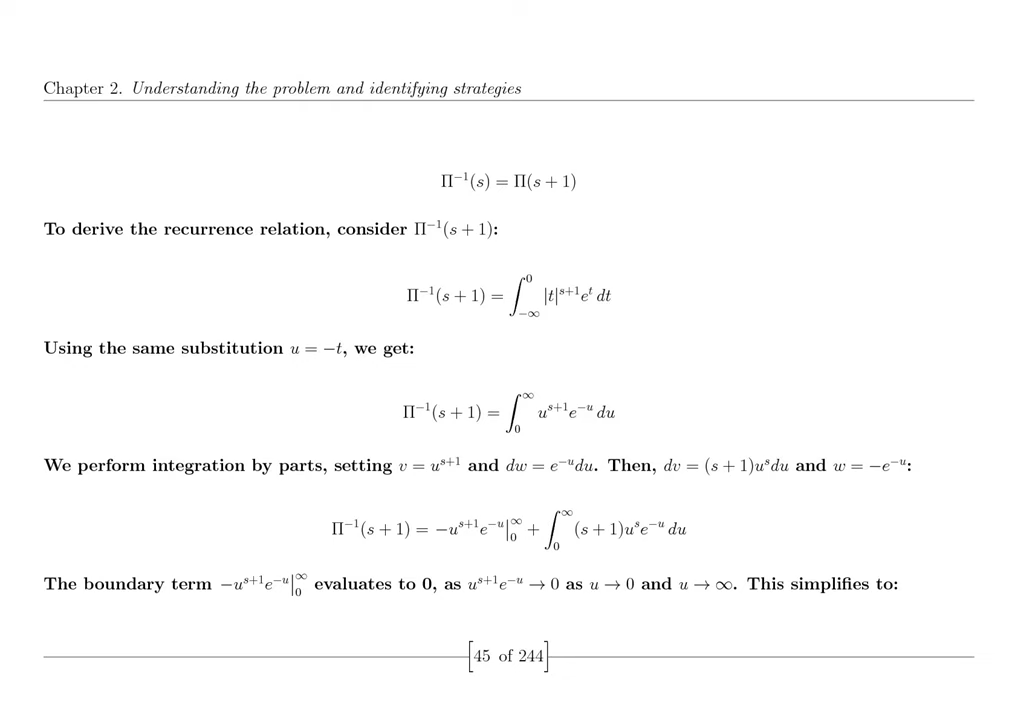 Chapter 2. Understanding the problem and identifying strategies
Π⁻¹(s) = Π(s + 1)
To derive the recurrence relation, consider Π⁻¹(s + 1):
Π⁻¹(s + 1) = ∫_{−∞}^{0} |t|^{s+1} e^t dt
Using the same substitution u = −t, we get:
Π⁻¹(s + 1) = ∫_{0}^{∞} u^{s+1} e^{−u} du
We perform integration by parts, setting v = u^{s+1} and dw = e^{−u}du. Then, dv = (s + 1)u^s du and w = −e^{−u}:
Π⁻¹(s + 1) = −u^{s+1} e^{−u}|_{0}^{∞} + ∫_{0}^{∞} (s + 1)u^s e^{−u} du
The boundary term −u^{s+1} e^{−u}|_{0}^{∞} evaluates to 0, as u^{s+1} e^{−u} → 0 as u → 0 and u → ∞. This simplifies to:
[45 of 244]